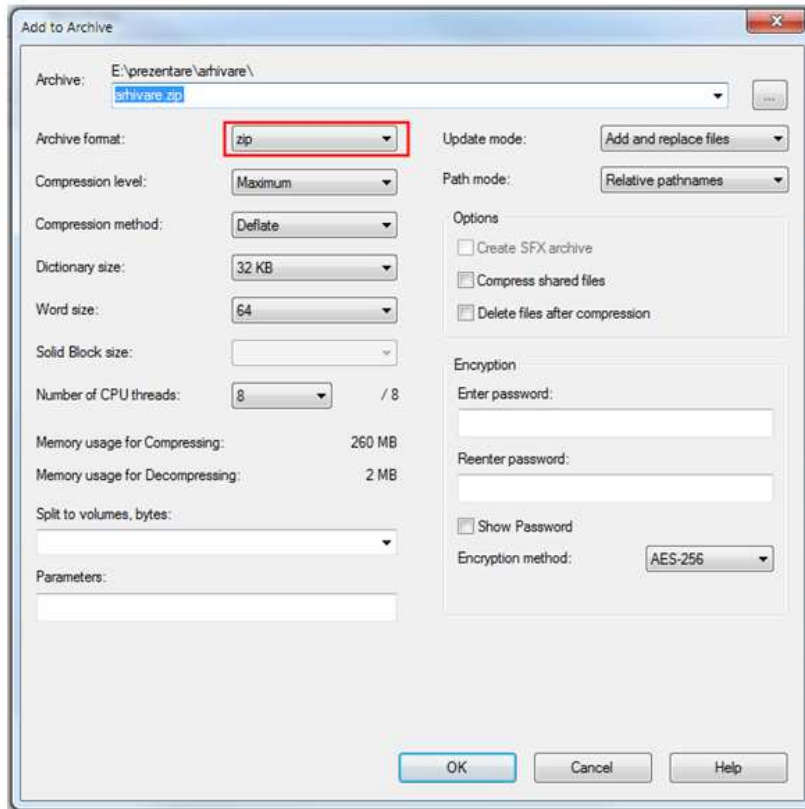 Add to Archive
Archive:
E:\prezentare\arhivare\
arhivare.zip
...
Archive format:
zip
Update mode:
Add and replace files
Compression level:
Maximum
Path mode:
Relative pathnames
Compression method:
Deflate
Options
Create SFX archive
Dictionary size:
32 KB
Compress shared files
Word size:
64
Delete files after compression
Solid Block size:
Encryption
Number of CPU threads:
8
/ 8
Enter password:
Memory usage for Compressing:
260 MB
Reenter password:
Memory usage for Decompressing:
2 MB
Split to volumes, bytes:
Show Password
Encryption method:
AES-256
Parameters:
OK
Cancel
Help